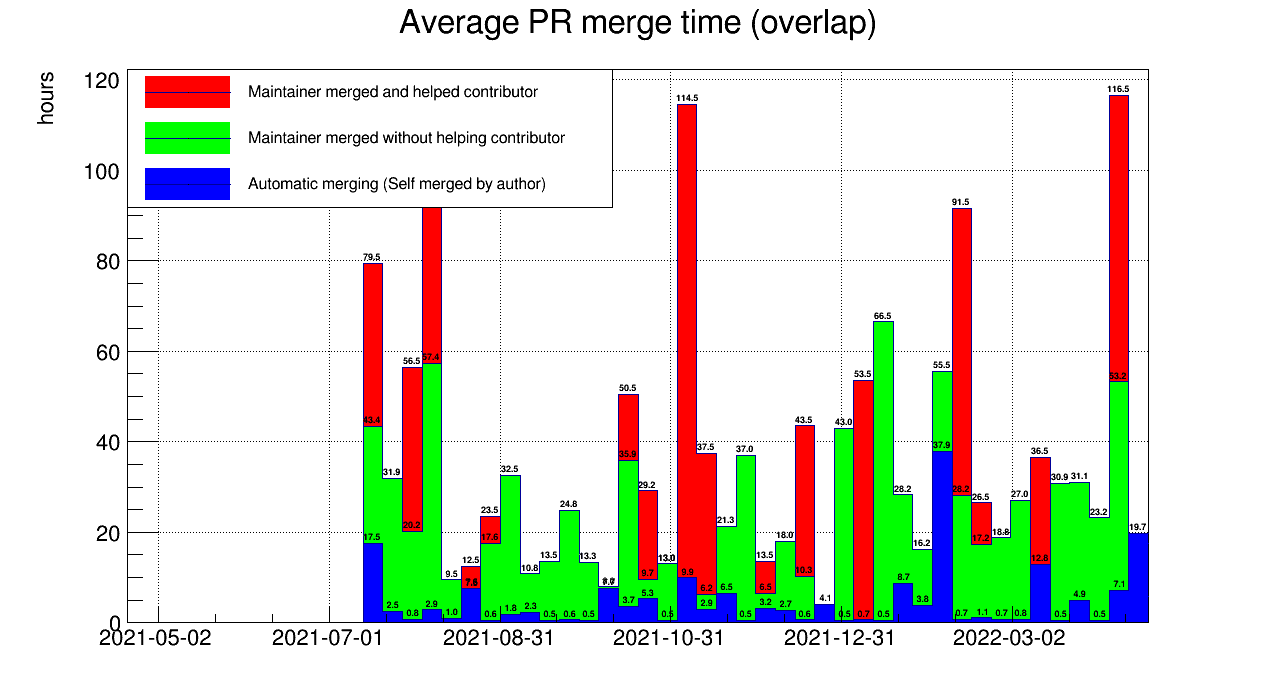 Average PR merge time (overlap)
hours
120
100
80
60
40
20
0
Maintainer merged and helped contributor
Maintainer merged without helping contributor
Automatic merging (Self merged by author)
116.5
114.5
91.5
79.5
66.5
56.5 57.4 55.5 53.5 53.2
50.5
43.4 43.5 43.0
37.5 37.0 37.9 36.5
35.9
31.9 32.5 30.9 31.1
29.2 28.2 28.2 27.0
23.5 24.8 26.5 23.2
20.2 21.3 19.7
17.5 17.6 18.0 16.2 17.2 18.8
12.5 10.8 13.5 13.3 13.0 13.5 12.8
9.5 7.7 9.7 9.9 10.3 8.7
2.5 0.8 2.9 1.0 0.6 1.8 2.3 0.5 0.6 0.5 3.7 5.3 0.5 6.2 2.9 6.5 0.5 6.5 3.2 2.7 0.6 4.1 0.5 0.7 0.5 3.8 0.7 1.1 0.7 0.8 0.5 4.9 0.5 7.1
2021-05-02 2021-07-01 2021-08-31 2021-10-31 2021-12-31 2022-03-02